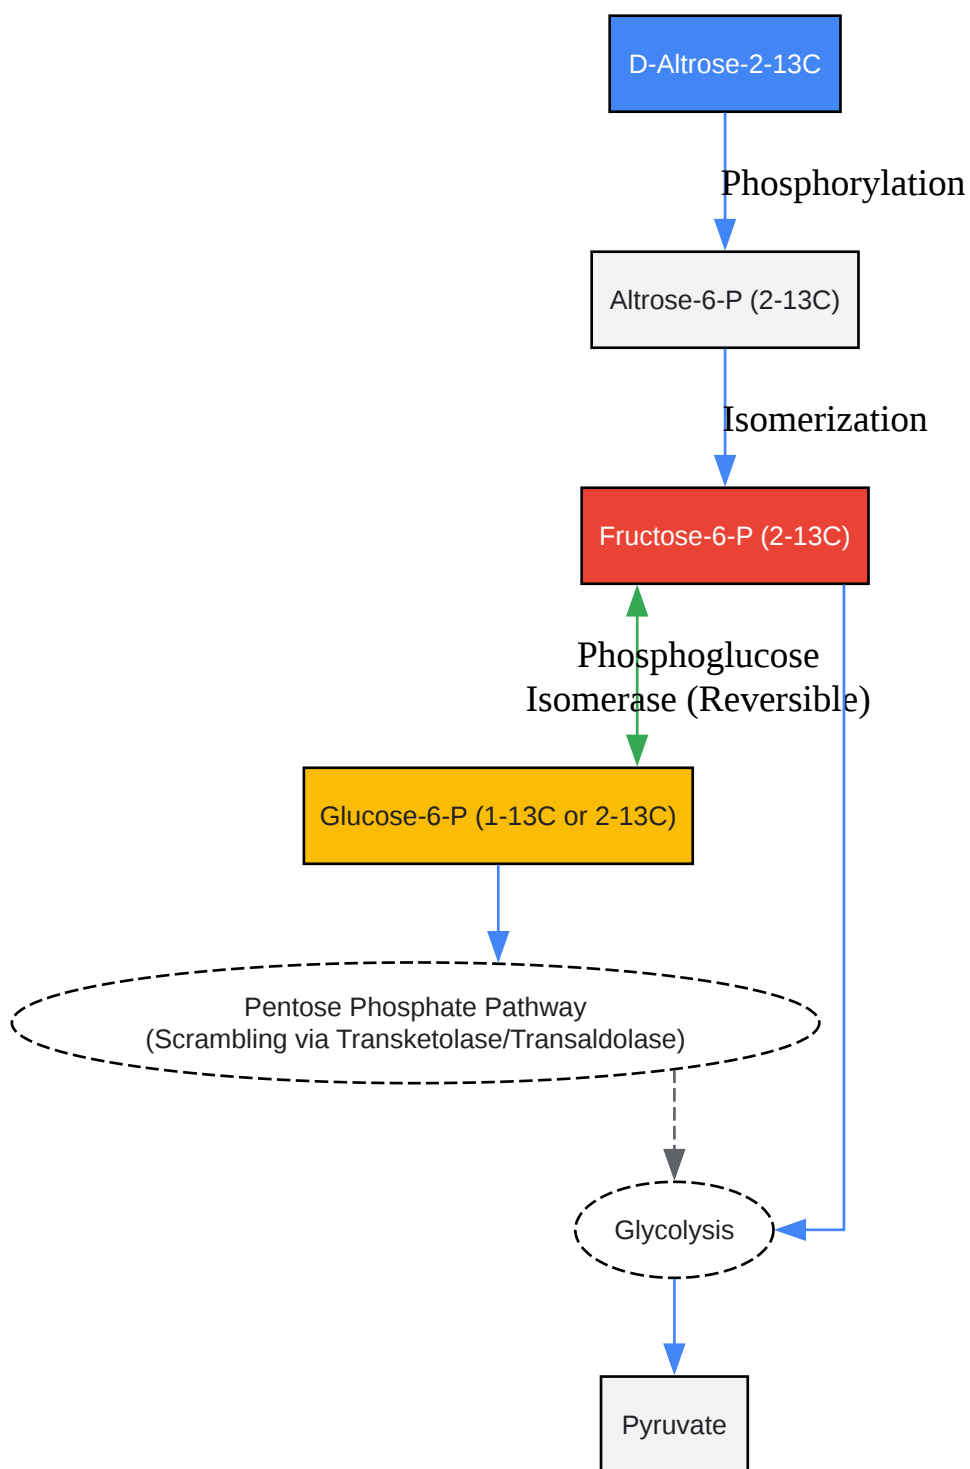 D-Altrose-2-13C
Phosphorylation
Altrose-6-P (2-13C)
Isomerization
Fructose-6-P (2-13C)
Phosphoglucose
Isomerase (Reversible)
Glucose-6-P (1-13C or 2-13C)
Pentose Phosphate Pathway
(Scrambling via Transketolase/Transaldolase)
Glycolysis
Pyruvate